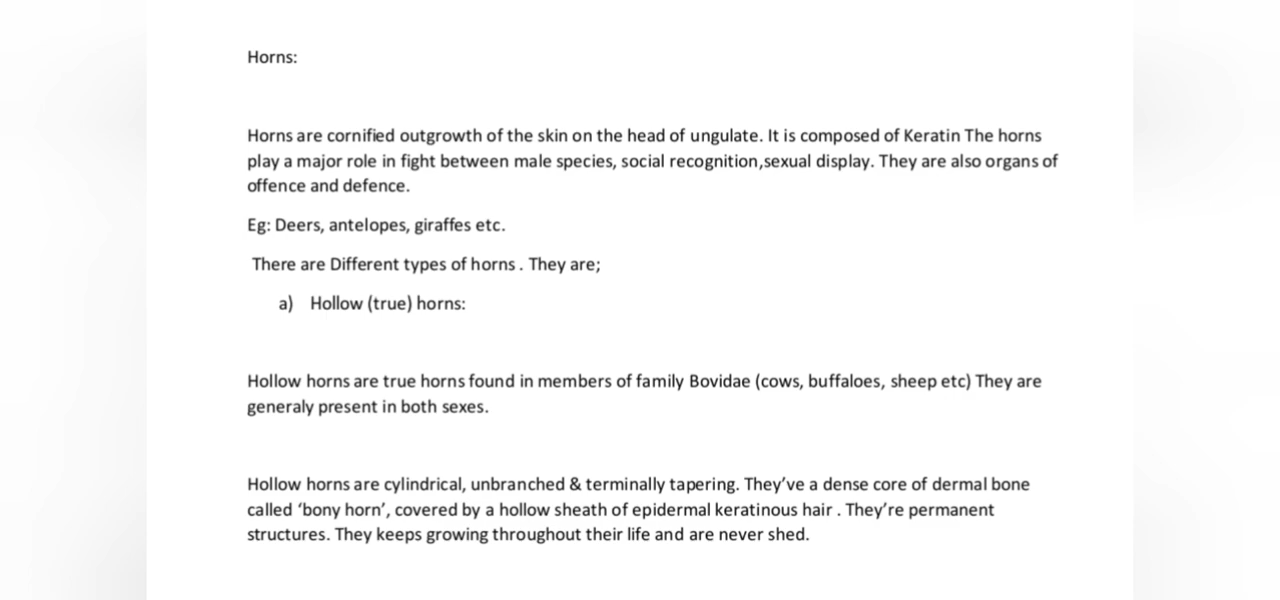 Horns:
Horns are cornified outgrowth of the skin on the head of ungulate. It is composed of Keratin The horns
play a major role in fight between male species, social recognition,sexual display. They are also organs of
offence and defence.
Eg: Deers, antelopes, giraffes etc.
There are Different types of horns . They are;
a) Hollow (true) horns:
Hollow horns are true horns found in members of family Bovidae (cows, buffaloes, sheep etc) They are
generaly present in both sexes.
Hollow horns are cylindrical, unbranched & terminally tapering. They’ve a dense core of dermal bone
called ‘bony horn’, covered by a hollow sheath of epidermal keratinous hair . They’re permanent
structures. They keeps growing throughout their life and are never shed.